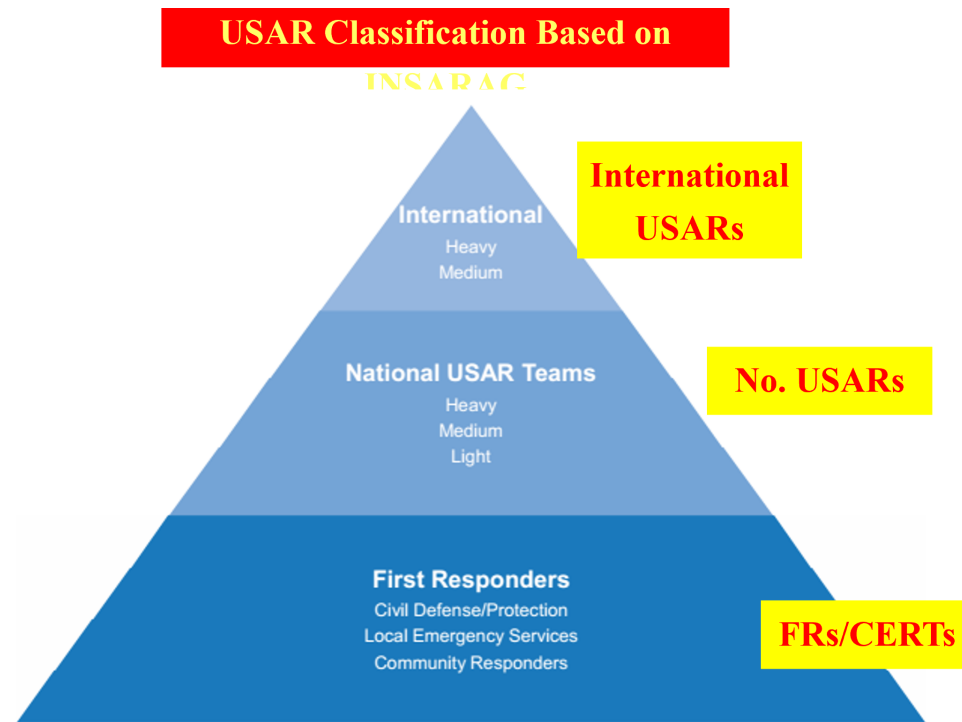 USAR Classification Based on
INSARAG
International
USARs
International
Heavy
Medium
National USAR Teams
Heavy
Medium
Light
No. USARs
First Responders
Civil Defense/Protection
Local Emergency Services
Community Responders
FRs/CERTs